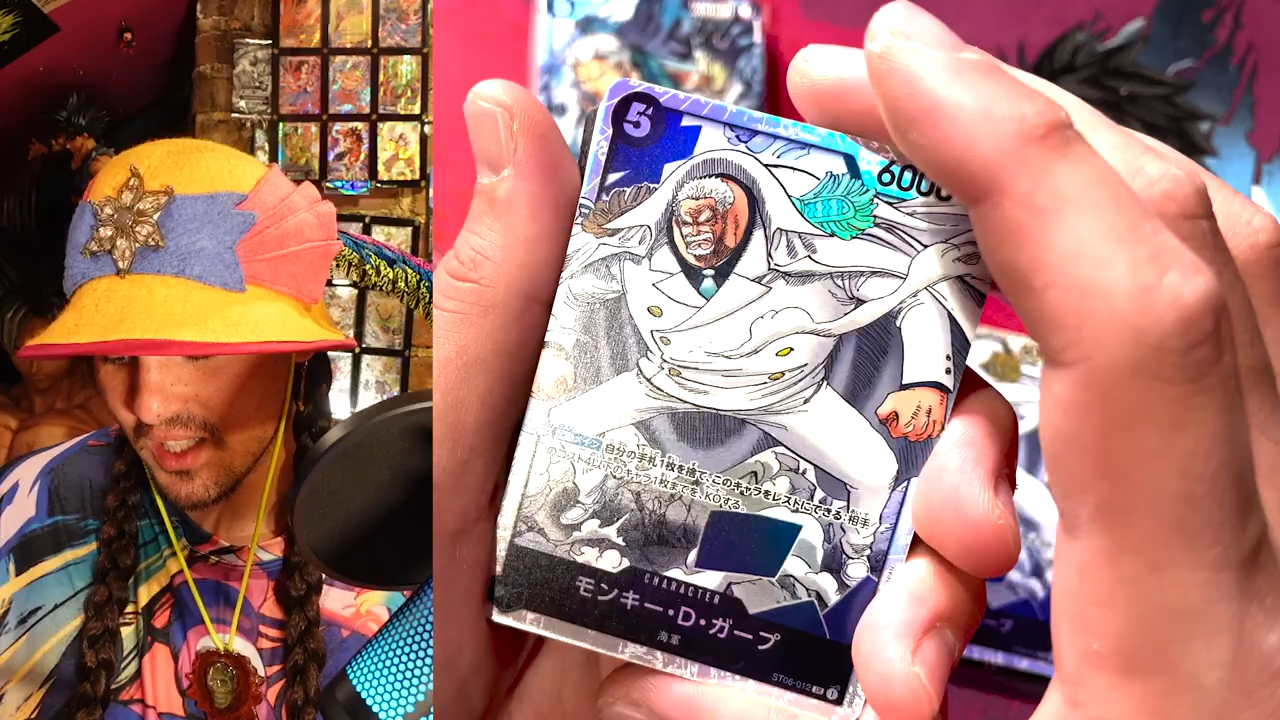 5
6000
自分の手札1枚を捨て、このキャラをレストにできる:相手
のコスト4以下のキャラ1枚までを、KOする。
CHARACTER
モンキー・D・ガープ
海軍
ST06-012